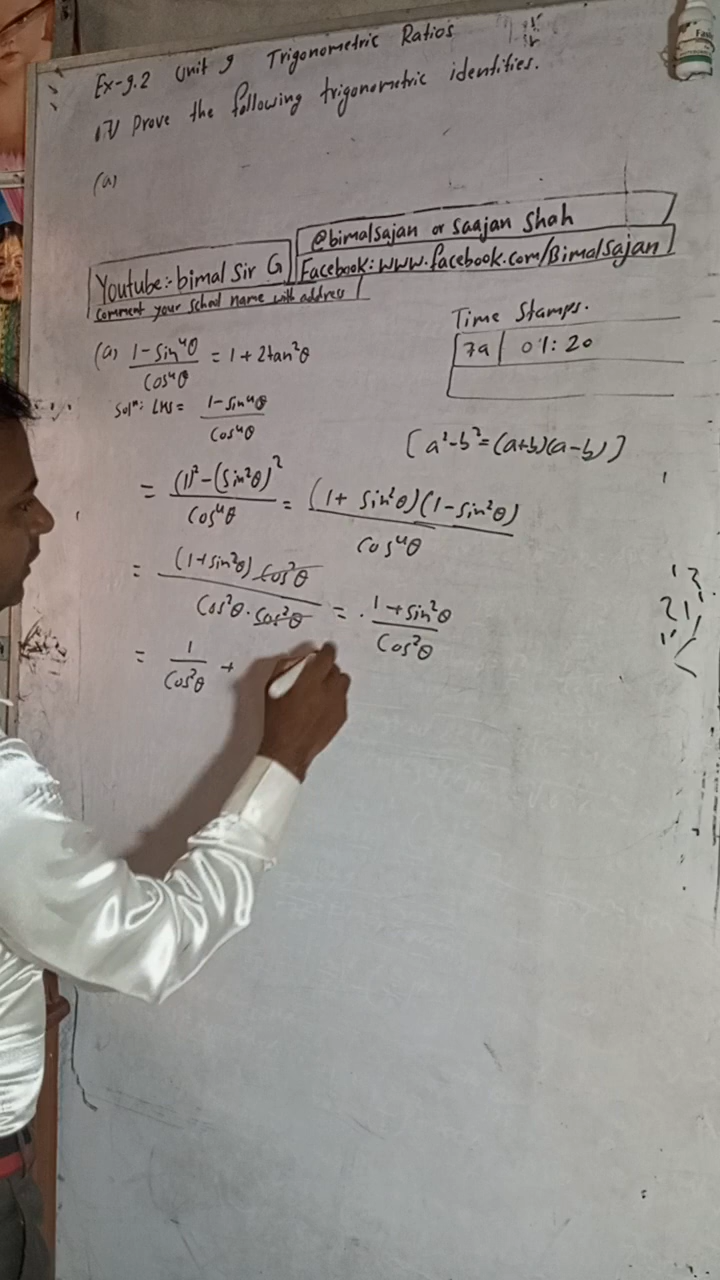 Ex-9.2 Unit 9 Trigonometric Ratios
Prove the following trigonometric identities.
(a)
@bimalsajan or Saajan Shah
Youtube:- bimal Sir G
Facebook: www.facebook.com/Bimalsajan
Comment your school name with address
Time Stamps.
7a 01:20
(a) 1-Sin⁴θ/Cos⁴θ = 1+2tan²θ
Solⁿ: LHS = 1-Sin⁴θ/Cos⁴θ
[a²-b²=(a+b)(a-b)]
= (1)²-(Sin²θ)²/Cos⁴θ = (1+Sin²θ)(1-Sin²θ)/Cos⁴θ
= (1+Sin²θ) Cos²θ/Cos²θ.Cos²θ = 1+Sin²θ/Cos²θ
= 1/Cos²θ +